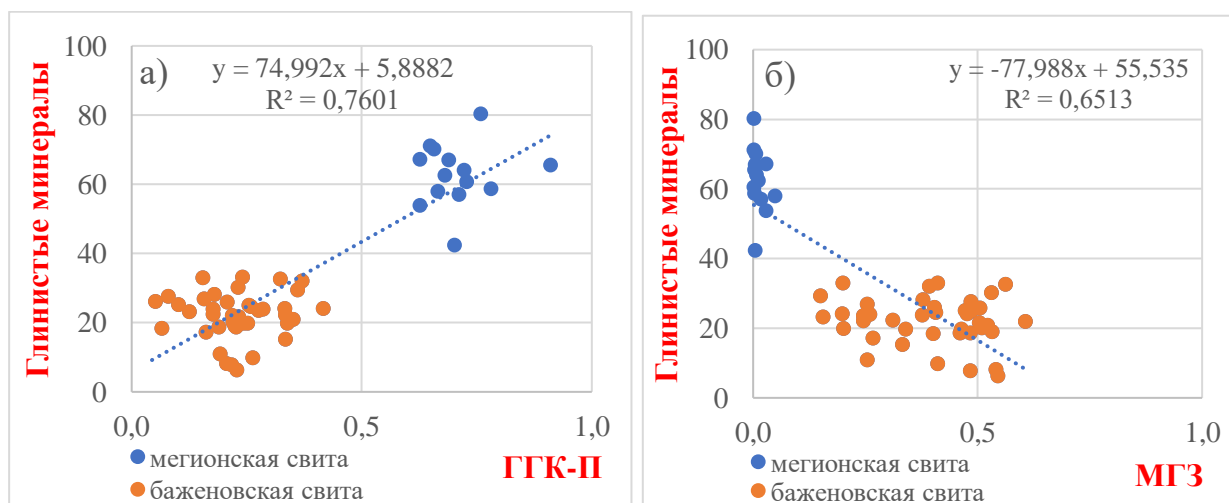 Глинистые минералы
100
80
60
40
20
0
а)
y = 74,992x + 5,8882
R² = 0,7601
0,0
0,5
1,0
ГГК-П
мегионская свита
баженовская свита
Глинистые минералы
100
80
60
40
20
0
б)
y = -77,988x + 55,535
R² = 0,6513
0,0
0,5
1,0
МГЗ
мегионская свита
баженовская свита